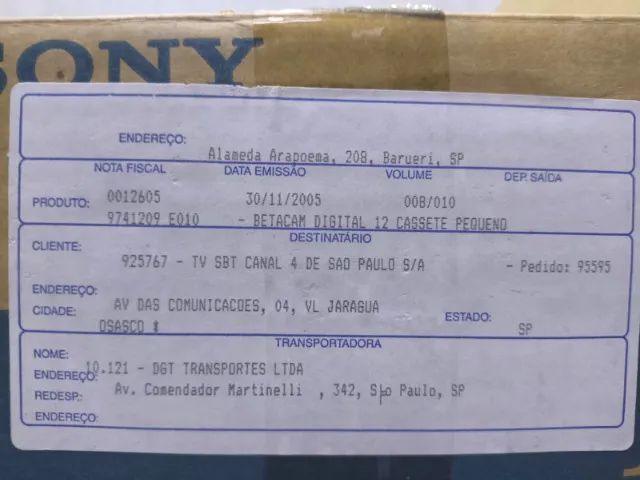 SONY
ENDEREÇO:
Alameda Arapoema, 208, Barueri, SP
NOTA FISCAL DATA EMISSÃO VOLUME DEP. SAÍDA
0012605 30/11/2005 008/010
PRODUTO: 9741209 E010 - BETACAM DIGITAL 12 CASSETE PEQUENO
DESTINATÁRIO
CLIENTE: 925767 - TV SBT CANAL 4 DE SAO PAULO S/A - Pedido: 95595
ENDEREÇO: AV DAS COMUNICACOES, 04, VL JARAGUA
CIDADE: OSASCO * ESTADO: SP
TRANSPORTADORA
NOME: 10.121 - DGT TRANSPORTES LTDA
ENDEREÇO: Av. Comendador Martinelli , 342, São Paulo, SP
REDESP.:
ENDEREÇO: